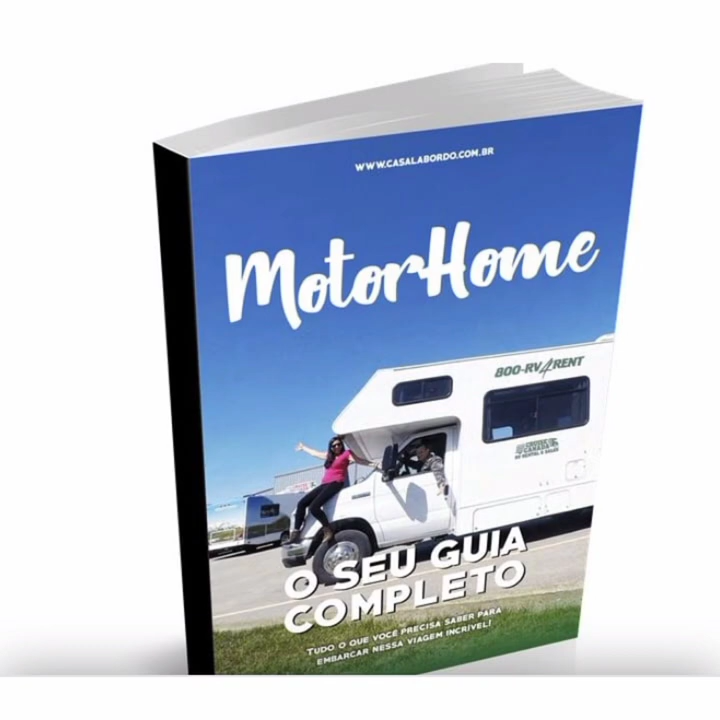 WWW.CASALABORDO.COM.BR
MotorHome
800-RV4RENT
CANADA
O SEU GUIA
COMPLETO
TUDO O QUE VOCÊ PRECISA SABER PARA
EMBARCAR NESSA VIAGEM INCRÍVEL!